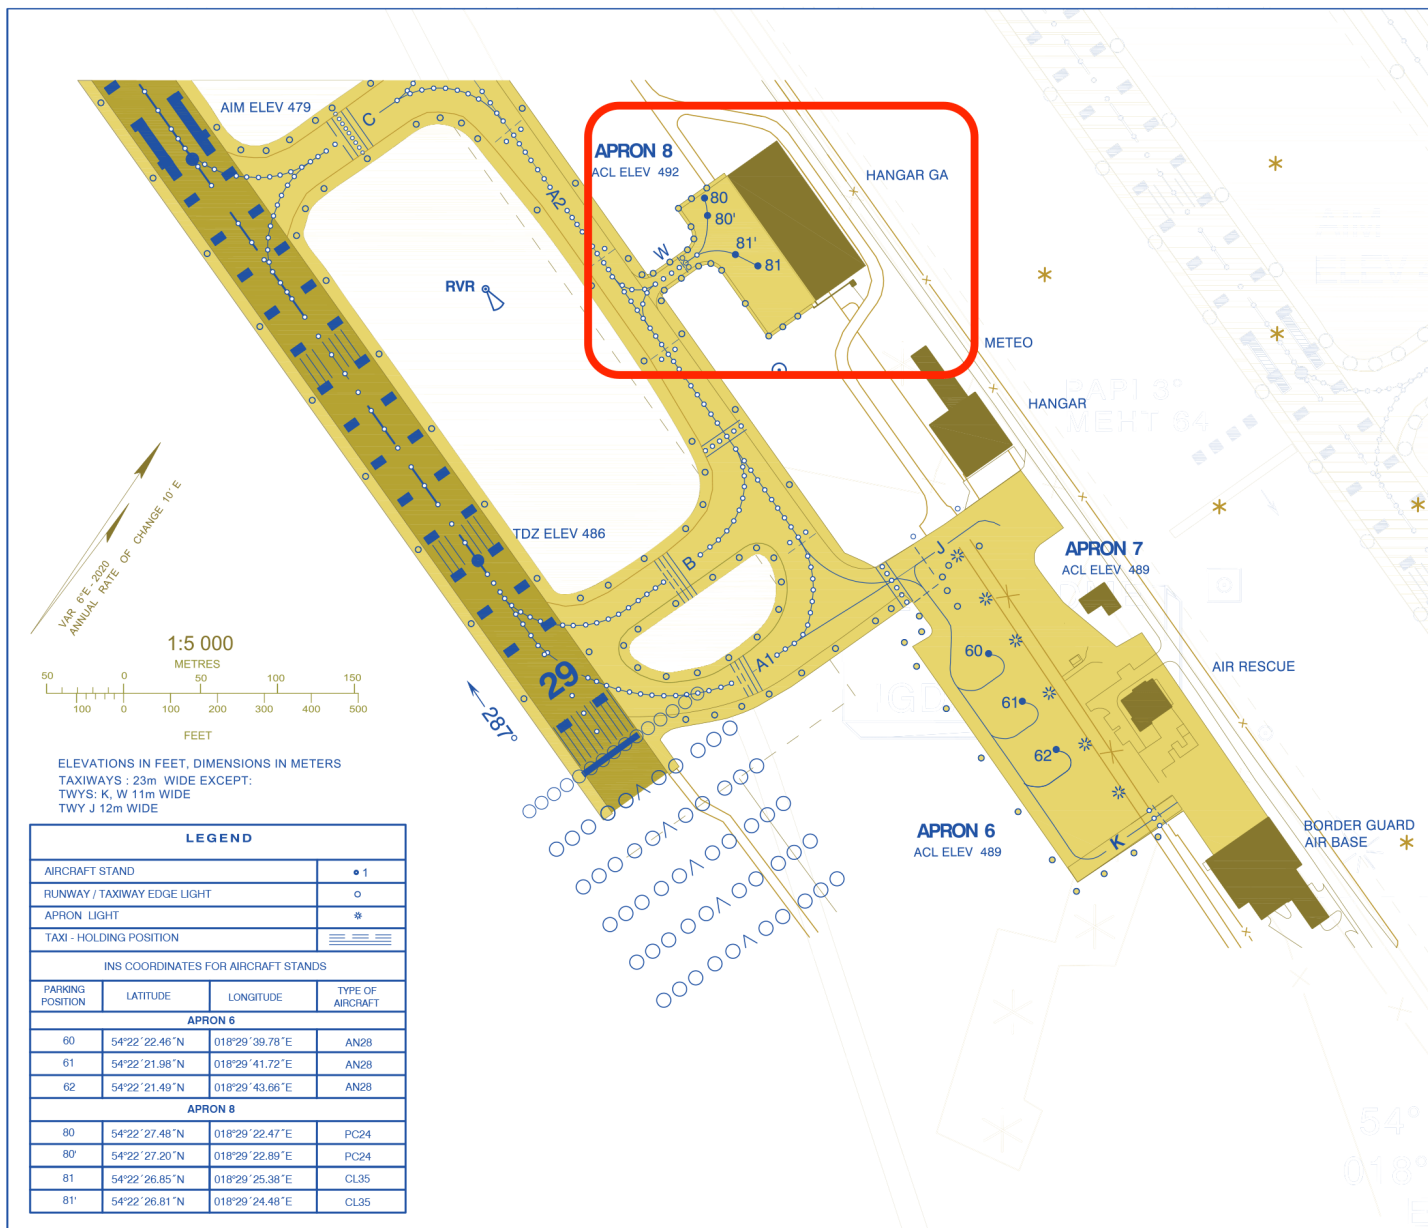 AIM ELEV 479
C
A2
APRON 8
ACL ELEV 492
HANGAR GA
80
80'
W
81'
81
RVR
METEO
HANGAR
PAPI 3°
MEHT 64
TDZ ELEV 486
B
J
APRON 7
ACL ELEV 489
VAR 6°E - 2020
ANNUAL RATE OF CHANGE 10´E
1:5 000
METRES
50 0 50 100 150
100 0 100 200 300 400 500
FEET
60
A1
AIR RESCUE
29
287°
61
62
ELEVATIONS IN FEET, DIMENSIONS IN METERS
TAXIWAYS : 23m WIDE EXCEPT:
TWYS: K, W 11m WIDE
TWY J 12m WIDE
APRON 6
ACL ELEV 489
K
BORDER GUARD
AIR BASE
LEGEND
AIRCRAFT STAND 1
RUNWAY / TAXIWAY EDGE LIGHT
APRON LIGHT
TAXI - HOLDING POSITION
INS COORDINATES FOR AIRCRAFT STANDS
PARKING POSITION LATITUDE LONGITUDE TYPE OF AIRCRAFT
APRON 6
60 54°22´22.46˝N 018°29´39.78˝E AN28
61 54°22´21.98˝N 018°29´41.72˝E AN28
62 54°22´21.49˝N 018°29´43.66˝E AN28
APRON 8
80 54°22´27.48˝N 018°29´22.47˝E PC24
80' 54°22´27.20˝N 018°29´22.89˝E PC24
81 54°22´26.85˝N 018°29´25.38˝E CL35
81' 54°22´26.81˝N 018°29´24.48˝E CL35
54°
018°